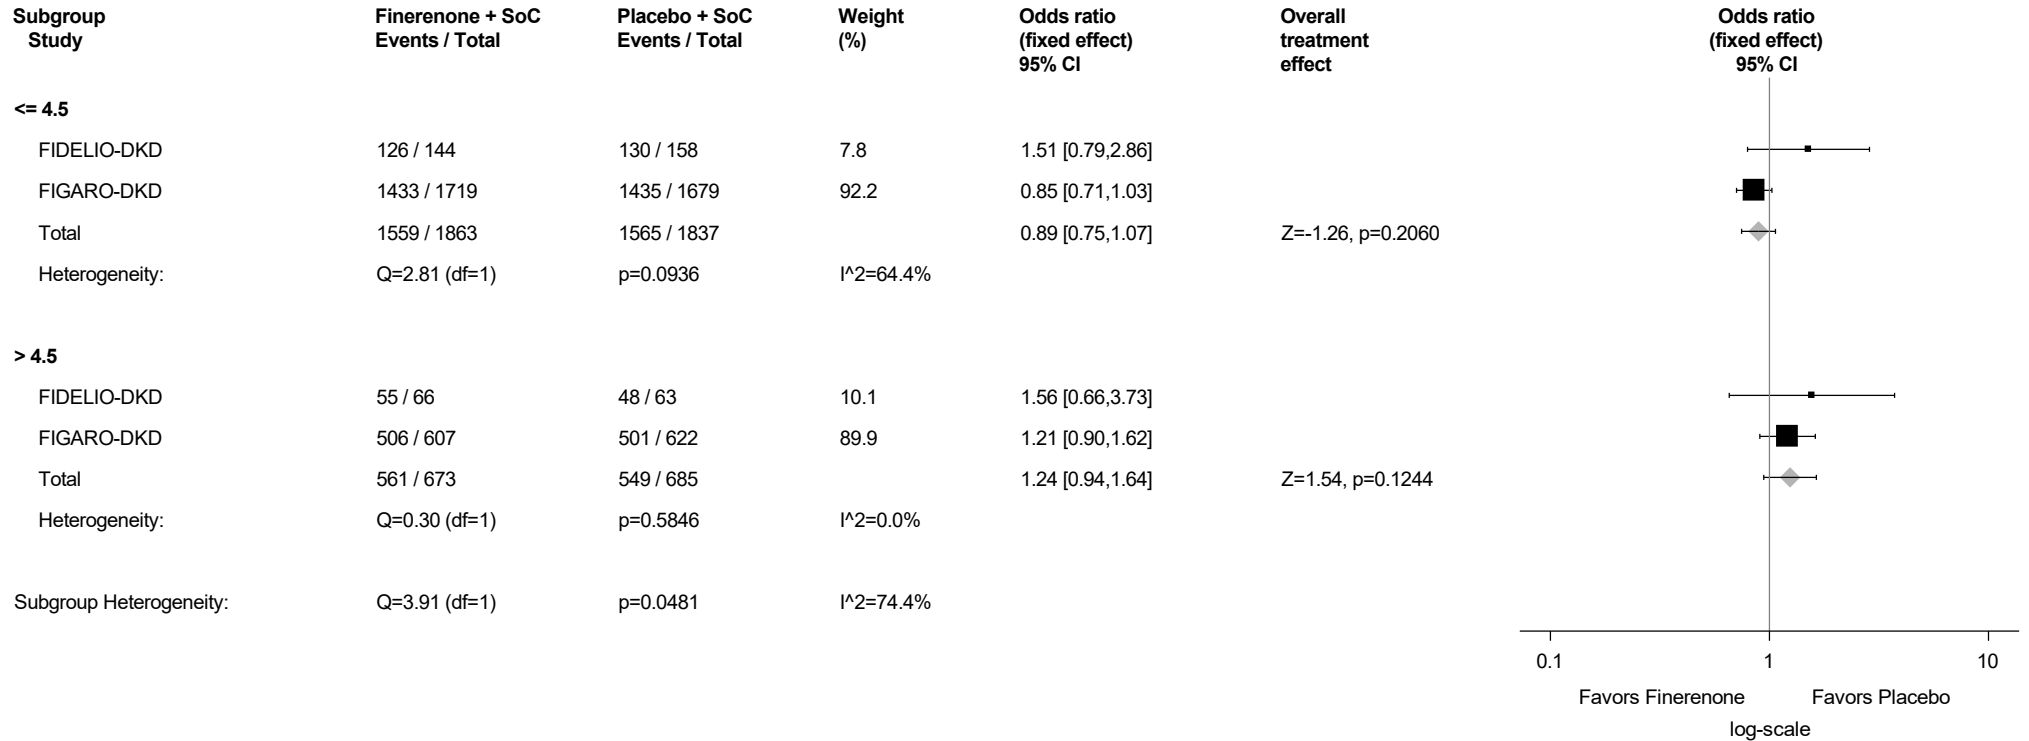 Subgroup Finerenone + SoC Placebo + SoC Weight Odds ratio Overall Odds ratio
Study Events / Total Events / Total (%) (fixed effect) treatment (fixed effect)
95% CI effect 95% CI
<= 4.5
FIDELIO-DKD 126 / 144 130 / 158 7.8 1.51 [0.79,2.86]
FIGARO-DKD 1433 / 1719 1435 / 1679 92.2 0.85 [0.71,1.03]
Total 1559 / 1863 1565 / 1837 0.89 [0.75,1.07] Z=-1.26, p=0.2060
Heterogeneity: Q=2.81 (df=1) p=0.0936 I^2=64.4%
> 4.5
FIDELIO-DKD 55 / 66 48 / 63 10.1 1.56 [0.66,3.73]
FIGARO-DKD 506 / 607 501 / 622 89.9 1.21 [0.90,1.62]
Total 561 / 673 549 / 685 1.24 [0.94,1.64] Z=1.54, p=0.1244
Heterogeneity: Q=0.30 (df=1) p=0.5846 I^2=0.0%
Subgroup Heterogeneity: Q=3.91 (df=1) p=0.0481 I^2=74.4%
0.1 1 10
Favors Finerenone Favors Placebo
log-scale